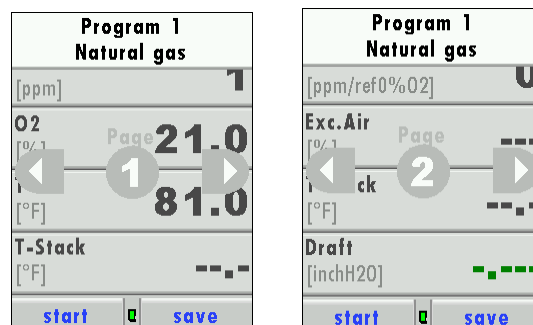 Program 1
Natural gas
[ppm]
O2
Page
21.0
[%]
1
81.0
[°F]
T-Stack
[°F]
--.-
start
save
Program 1
Natural gas
[ppm/ref0%O2]
Exc.Air
Page
---
[%]
2
ck
[°F]
--.-
Draft
[inchH2O]
-.---
start
save